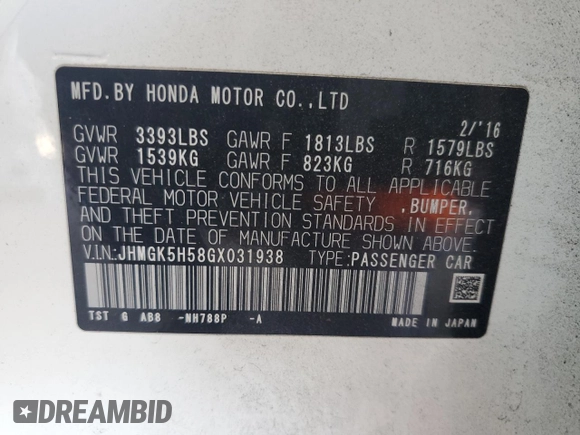 MFD.BY HONDA MOTOR CO.,LTD
2/'16
GVWR 3393LBS GAWR F 1813LBS R 1579LBS
GVWR 1539KG GAWR F 823KG R 716KG
THIS VEHICLE CONFORMS TO ALL APPLICABLE
FEDERAL MOTOR VEHICLE SAFETY ,BUMPER,
AND THEFT PREVENTION STANDARDS IN EFFECT
ON THE DATE OF MANUFACTURE SHOWN ABOVE.
V.IN:JHMGK5H58GX031938 TYPE:PASSENGER CAR
TST G AB8 -NH788P -A
MADE IN JAPAN
DREAMBID